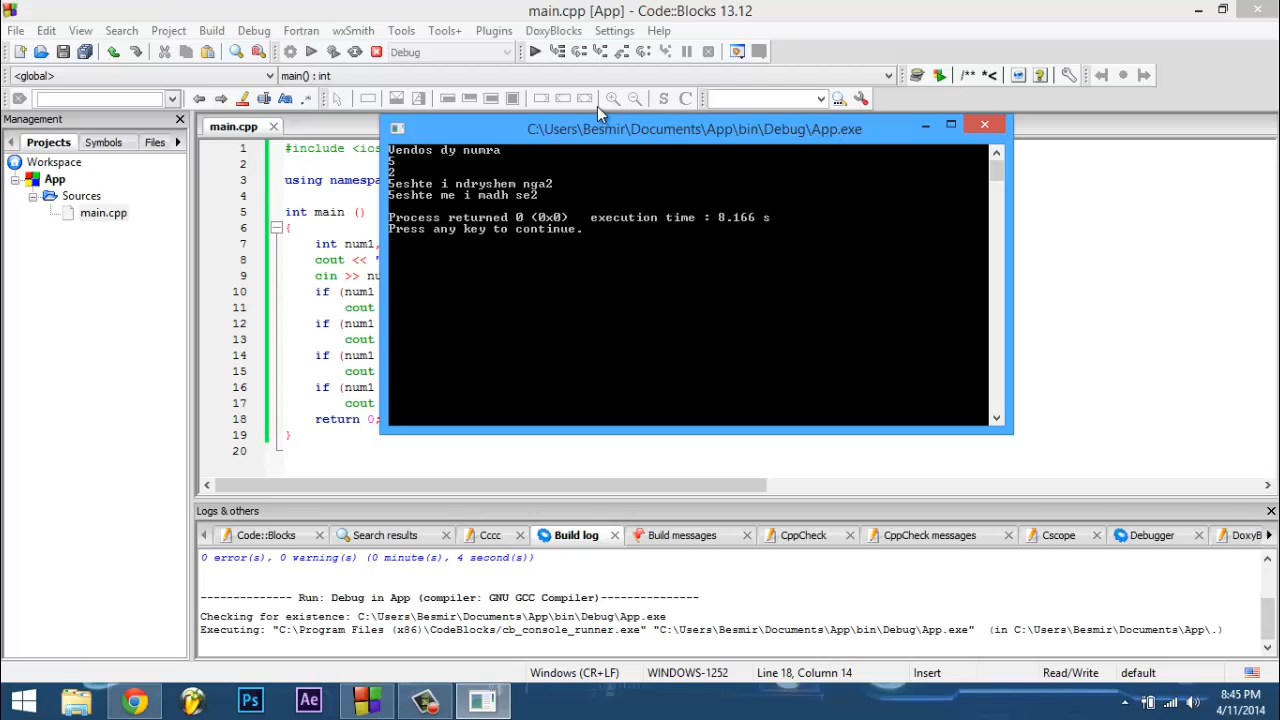 main.cpp [App] - Code::Blocks 13.12
File Edit View Search Project Build Debug Fortran wxSmith Tools Tools+ Plugins DoxyBlocks Settings Help
Debug
<global> main() : int /** *<
S C
Management
Projects Symbols Files
Workspace
App
Sources
main.cpp
main.cpp
1 #include <ios
2
3 using namespa
4
5 int main ()
6 {
7 int num1,
8 cout << "
9 cin >> nu
10 if (num1
11 cout
12 if (num1
13 cout
14 if (num1
15 cout
16 if (num1
17 cout
18 return 0;
19 }
20
C:\Users\Besmir\Documents\App\bin\Debug\App.exe
Vendos dy numra
5
2
5eshte i ndryshem nga2
5eshte me i madh se2
Process returned 0 (0x0) execution time : 8.166 s
Press any key to continue.
Logs & others
Code::Blocks Search results Cccc Build log Build messages CppCheck CppCheck messages Cscope Debugger DoxyB
0 error(s), 0 warning(s) (0 minute(s), 4 second(s))
-------------- Run: Debug in App (compiler: GNU GCC Compiler)---------------
Checking for existence: C:\Users\Besmir\Documents\App\bin\Debug\App.exe
Executing: "C:\Program Files (x86)\CodeBlocks/cb_console_runner.exe" "C:\Users\Besmir\Documents\App\bin\Debug\App.exe" (in C:\Users\Besmir\Documents\App\.)
Windows (CR+LF) WINDOWS-1252 Line 18, Column 14 Insert Read/Write default
Ps Ae
8:45 PM
4/11/2014